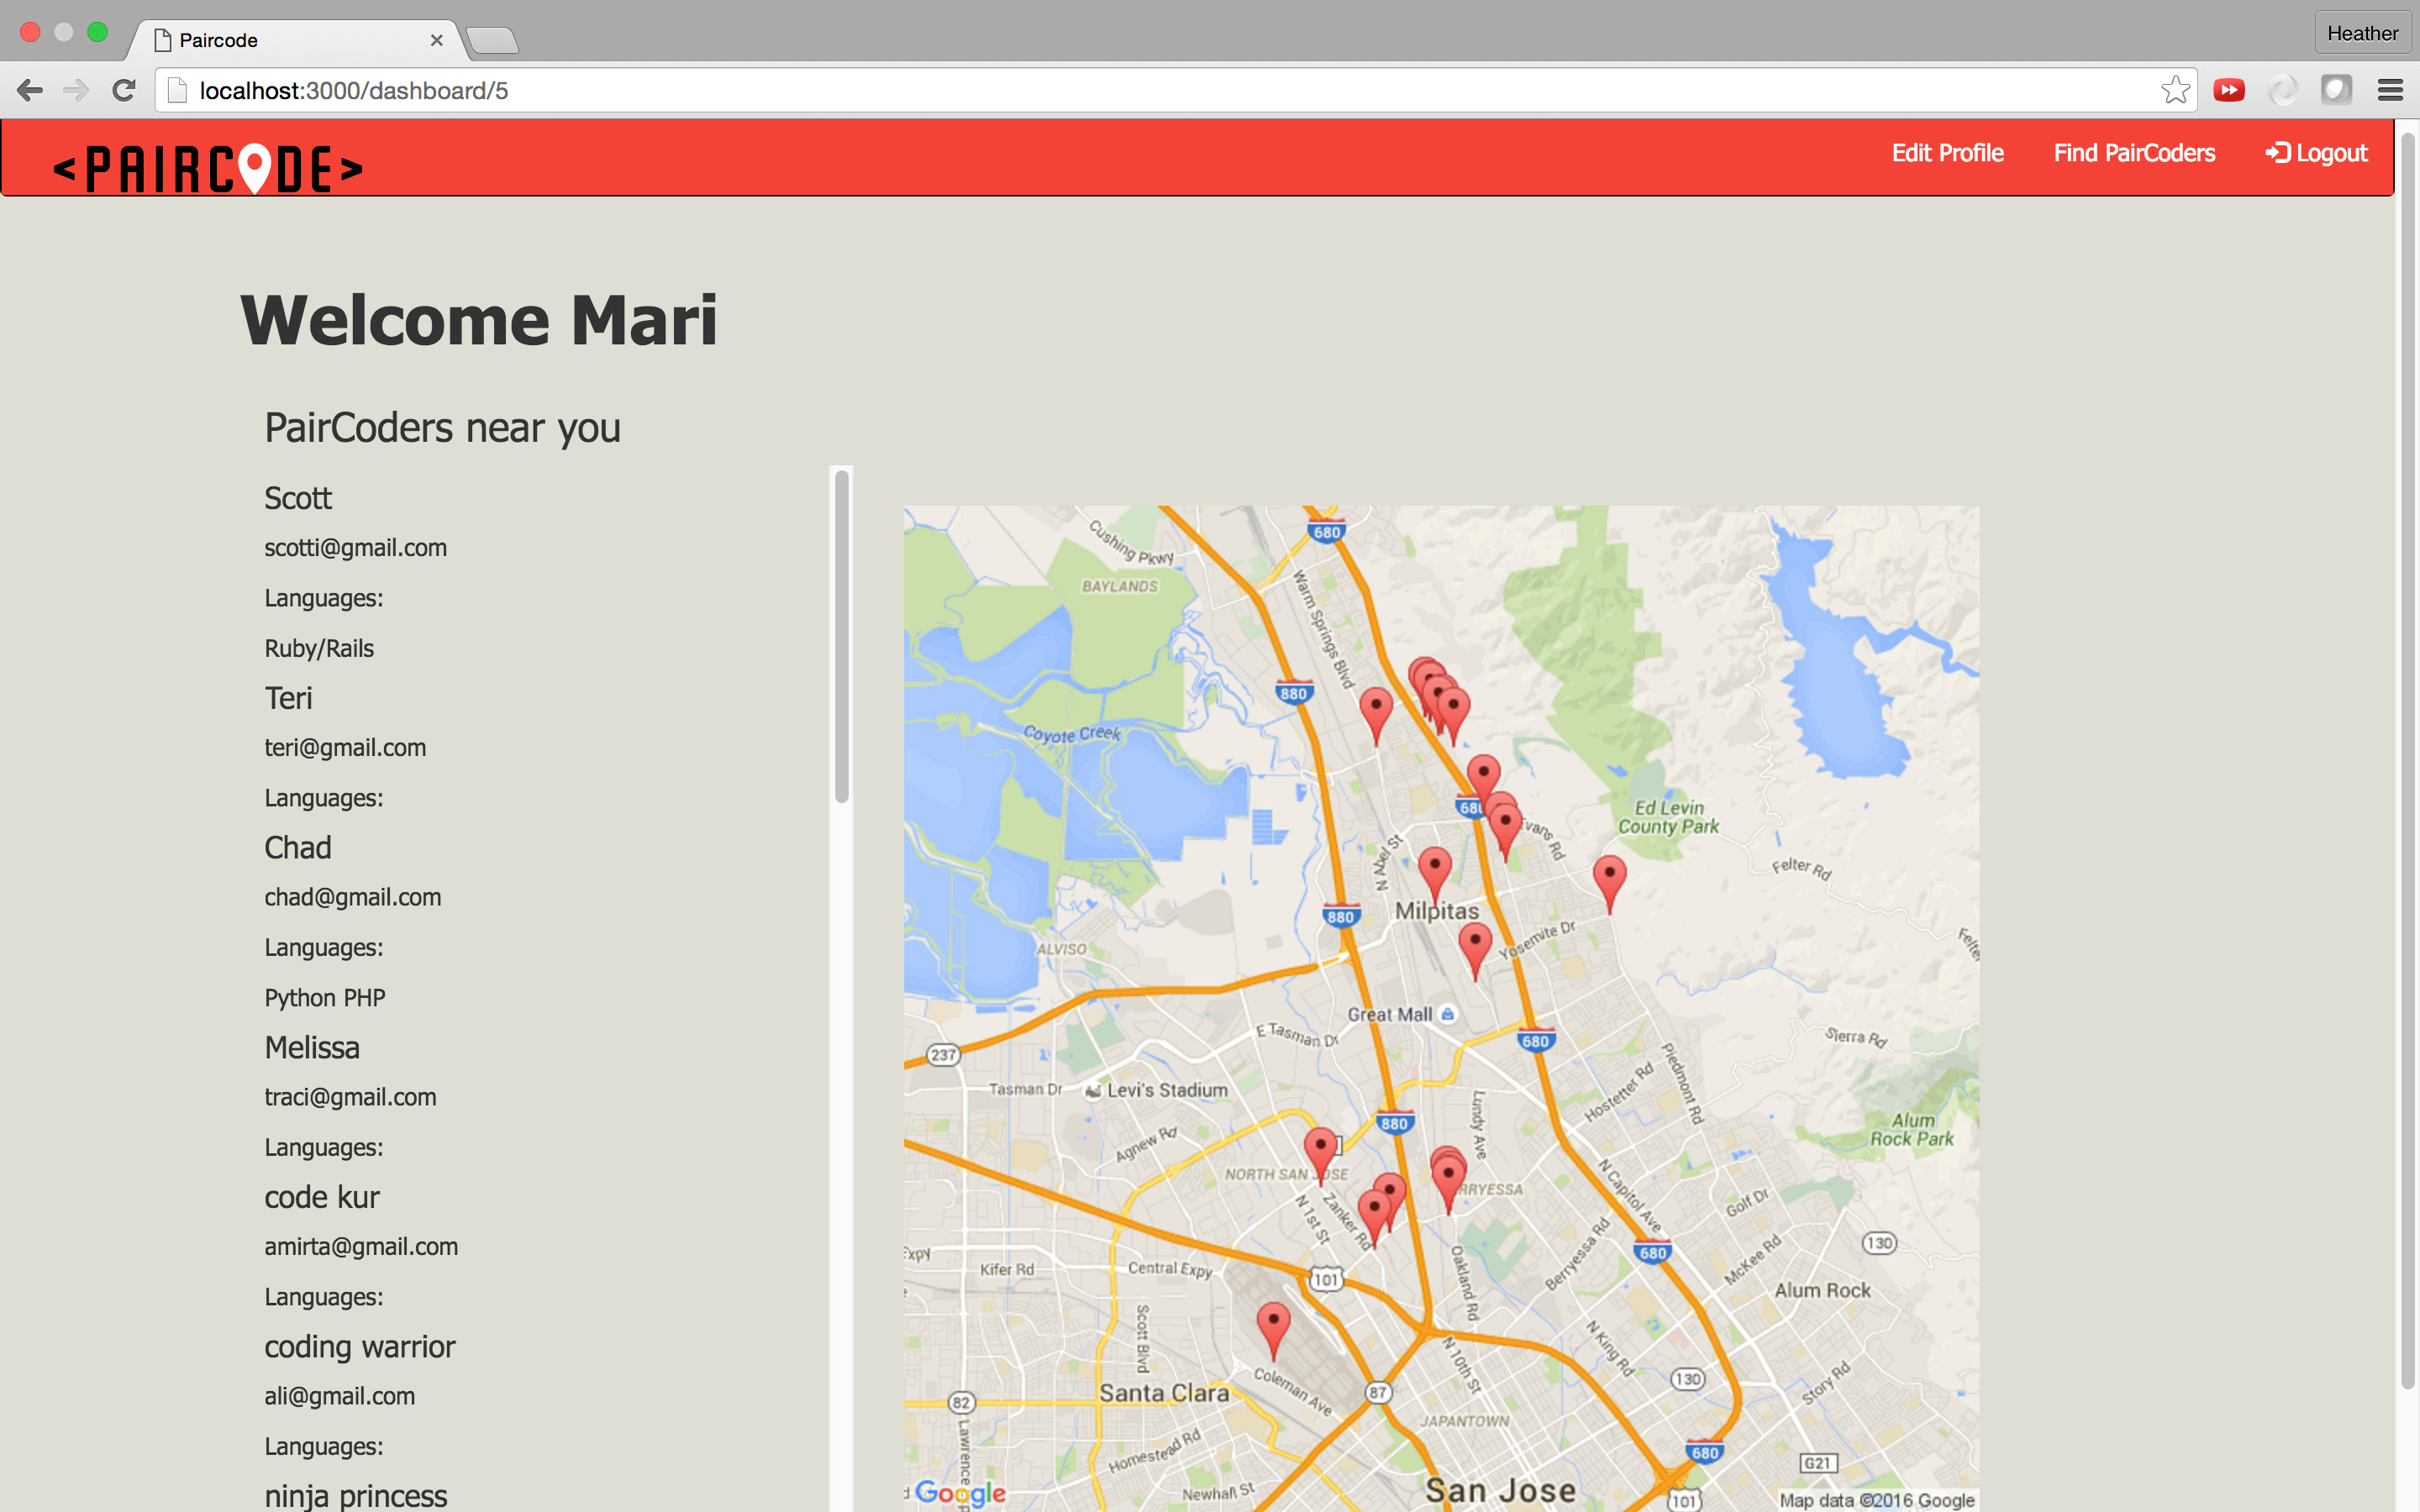 Paircode
Heather
localhost:3000/dashboard/5
<PAIRCODE>
Edit Profile
Find PairCoders
Logout
Welcome Mari
PairCoders near you
Scott
scotti@gmail.com
Languages:
Ruby/Rails
Teri
teri@gmail.com
Languages:
Chad
chad@gmail.com
Languages:
Python PHP
Melissa
traci@gmail.com
Languages:
code kur
amirta@gmail.com
Languages:
coding warrior
ali@gmail.com
Languages:
ninja princess
680
Cushing Pkwy
BAYLANDS
Warm Springs Blvd
880
Coyote Creek
Ed Levin
County Park
Evans Rd
N Abel St
Felter Rd
880
Milpitas
Yosemite Dr
ALVISO
Great Mall
E Tasman Dr
680
Sierra Rd
237
Piedmont Rd
Tasman Dr
Levi's Stadium
Hostetter Rd
Lundy Ave
880
Alum
Rock Park
Agnew Rd
NORTH SAN JOSE
N Capitol Ave
Golf Dr
N 1st St
Zanker Rd
Expy
Kifer Rd
Central Expy
101
Oakland Rd
Berryessa Rd
680
McKee Rd
130
Alum Rock
Scott Blvd
N 10th St
N King Rd
Santa Clara
Coleman Ave
87
130
Story Rd
82
JAPANTOWN
Homestead Rd
680
G21
Google
Newhall St
San Jose
101
Map data ©2016 Google